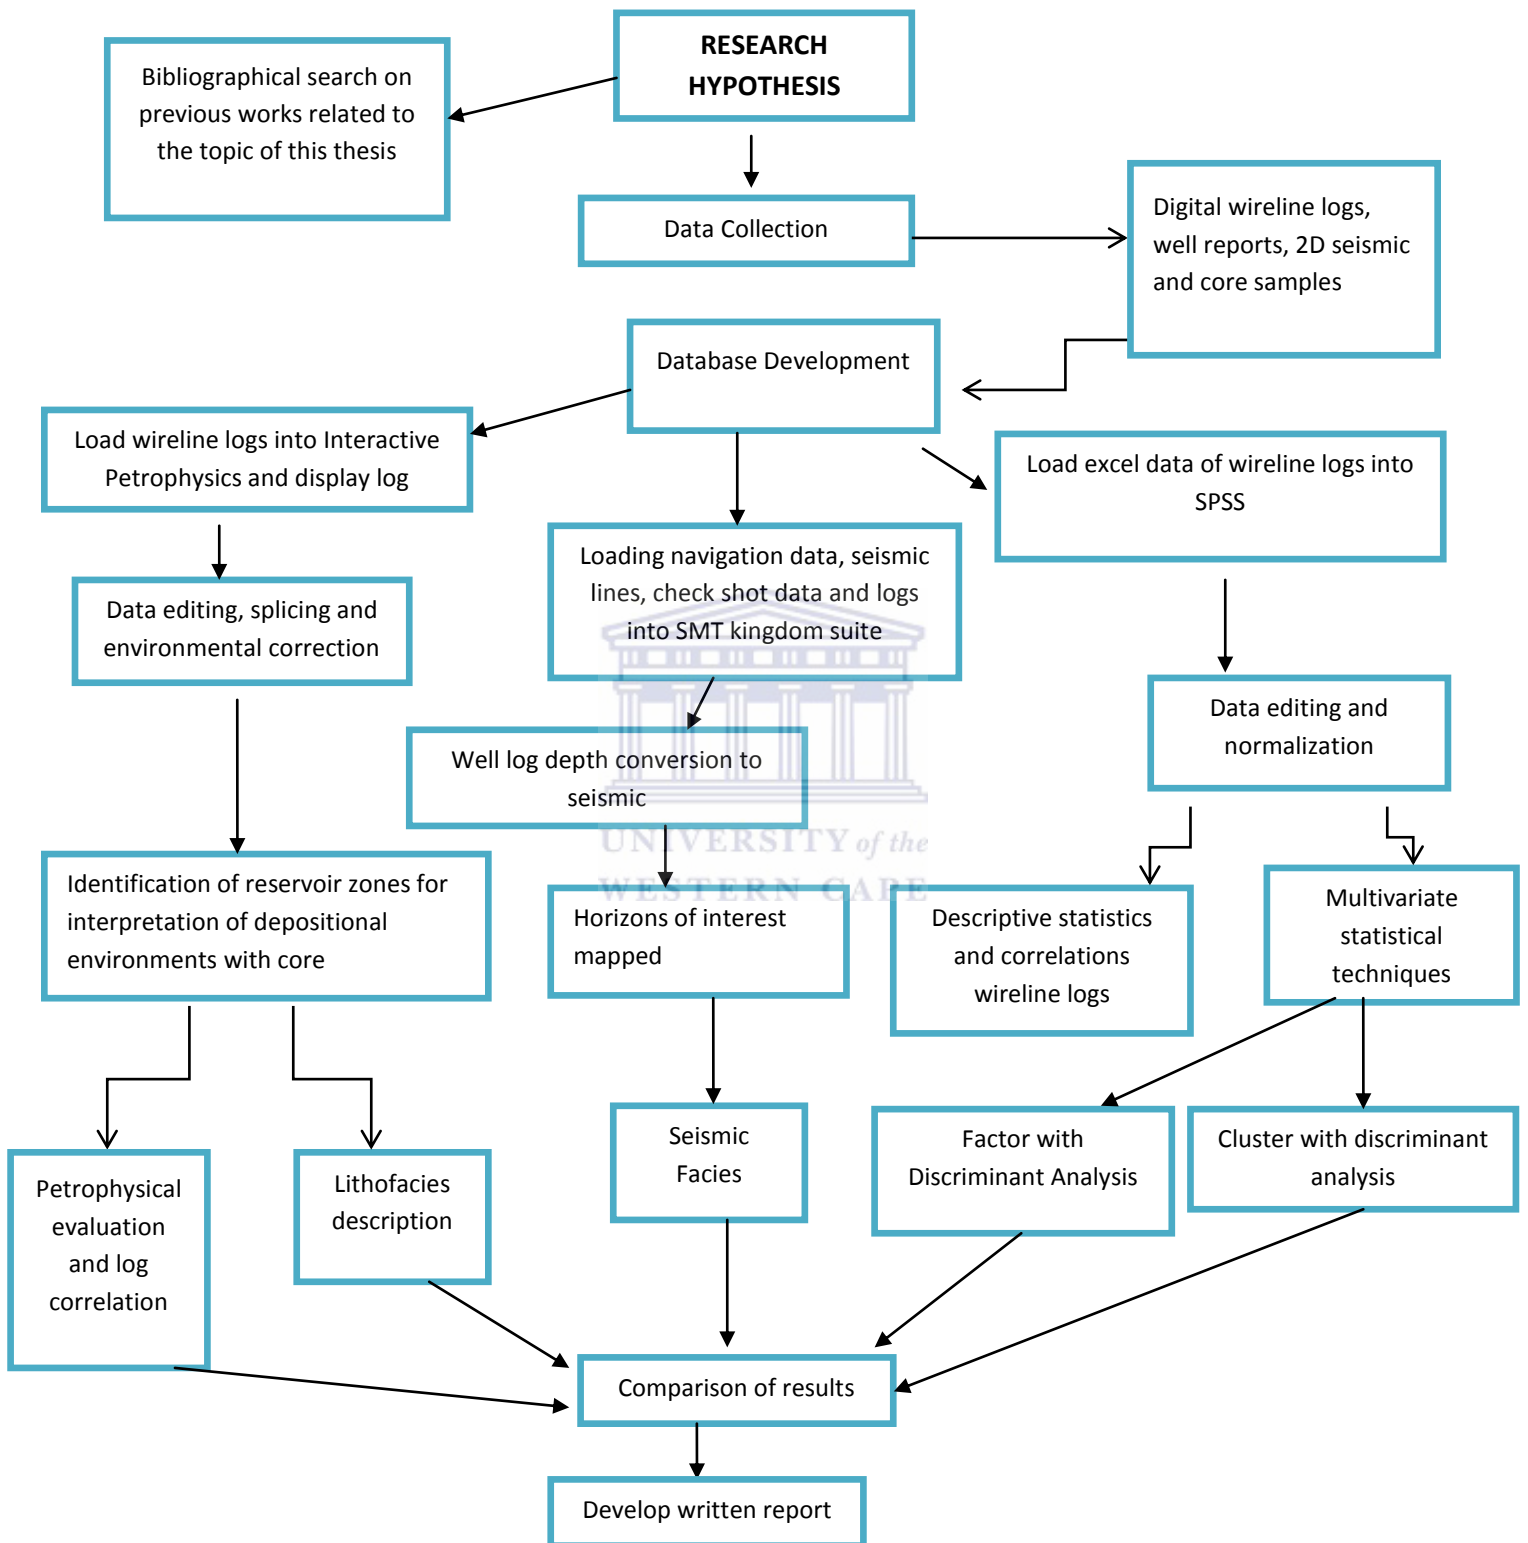 RESEARCH
HYPOTHESIS
Bibliographical search on
previous works related to
the topic of this thesis
Data Collection
Digital wireline logs,
well reports, 2D seismic
and core samples
Database Development
Load wireline logs into Interactive
Petrophysics and display log
Load excel data of wireline logs into
SPSS
Loading navigation data, seismic
lines, check shot data and logs
into SMT kingdom suite
Data editing, splicing and
environmental correction
Data editing and
normalization
Well log depth conversion to
seismic
UNIVERSITY of the
WESTERN CAPE
Identification of reservoir zones for
interpretation of depositional
environments with core
Horizons of interest
mapped
Descriptive statistics
and correlations
wireline logs
Multivariate
statistical
techniques
Petrophysical
evaluation
and log
correlation
Lithofacies
description
Seismic
Facies
Factor with
Discriminant Analysis
Cluster with discriminant
analysis
Comparison of results
Develop written report